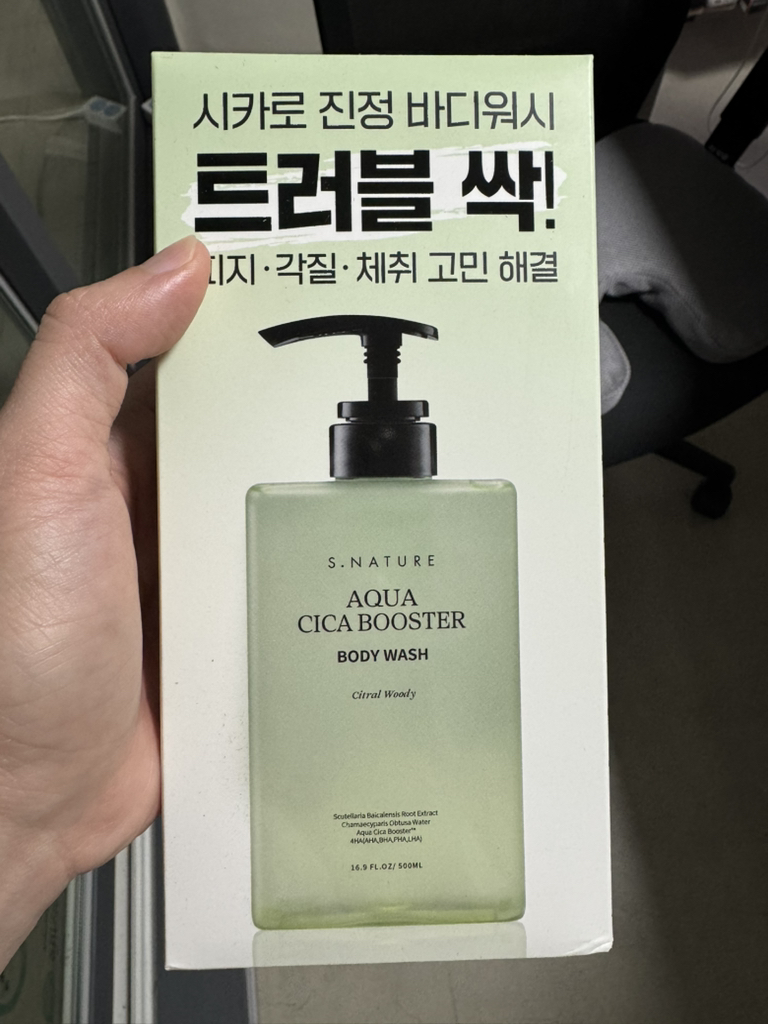 시카로 진정 바디워시
트러블 싹!
피지·각질·체취 고민 해결
S.NATURE
AQUA
CICA BOOSTER
BODY WASH
Citral Woody
Scutellaria Baicalensis Root Extract
Chamaecyparis Obtusa Water
Aqua Cica Booster™
4HA(AHA,BHA,PHA,LHA)
16.9 FL.OZ/ 500ML